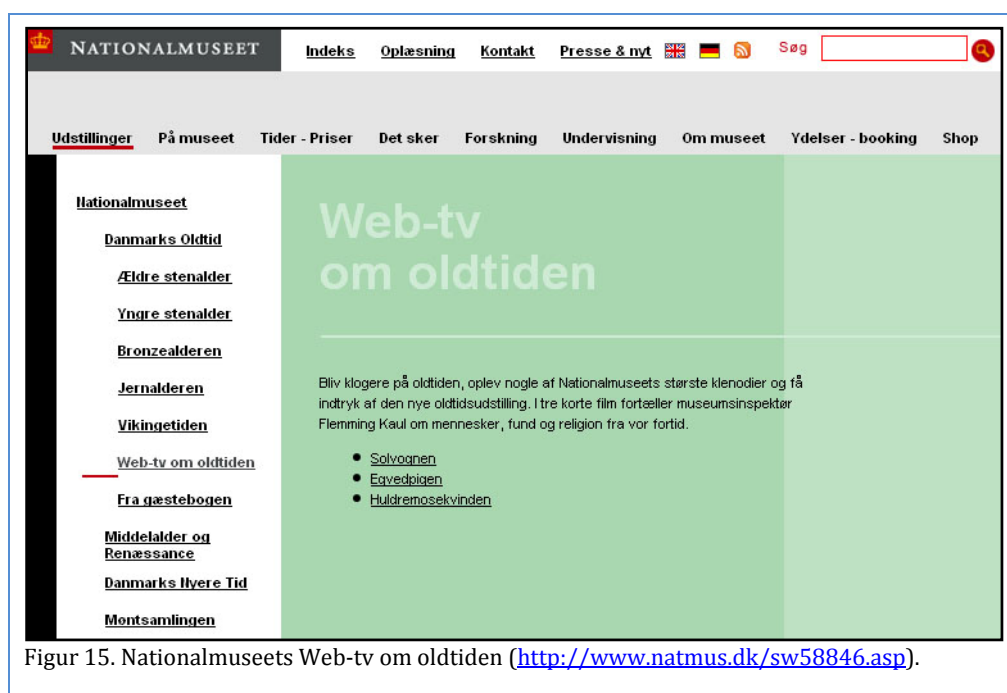 NATIONALMUSEET
Indeks Oplæsning Kontakt Presse & nyt Søg
Udstillinger På museet Tider - Priser Det sker Forskning Undervisning Om museet Ydelser - booking Shop
Nationalmuseet
Danmarks Oldtid
Ældre stenalder
Yngre stenalder
Bronzealderen
Jernalderen
Vikingetiden
Web-tv om oldtiden
Fra gæstebogen
Middelalder og
Renæssance
Danmarks Nyere Tid
Møntsamlingen
Web-tv
om oldtiden
Bliv klogere på oldtiden, oplev nogle af Nationalmuseets største klenodier og få
indtryk af den nye oldtidsudstilling. I tre korte film fortæller museumsinspektør
Flemming Kaul om mennesker, fund og religion fra vor fortid.
Solvognen
Egvedpigen
Huldremosekvinden
Figur 15. Nationalmuseets Web-tv om oldtiden (http://www.natmus.dk/sw58846.asp).